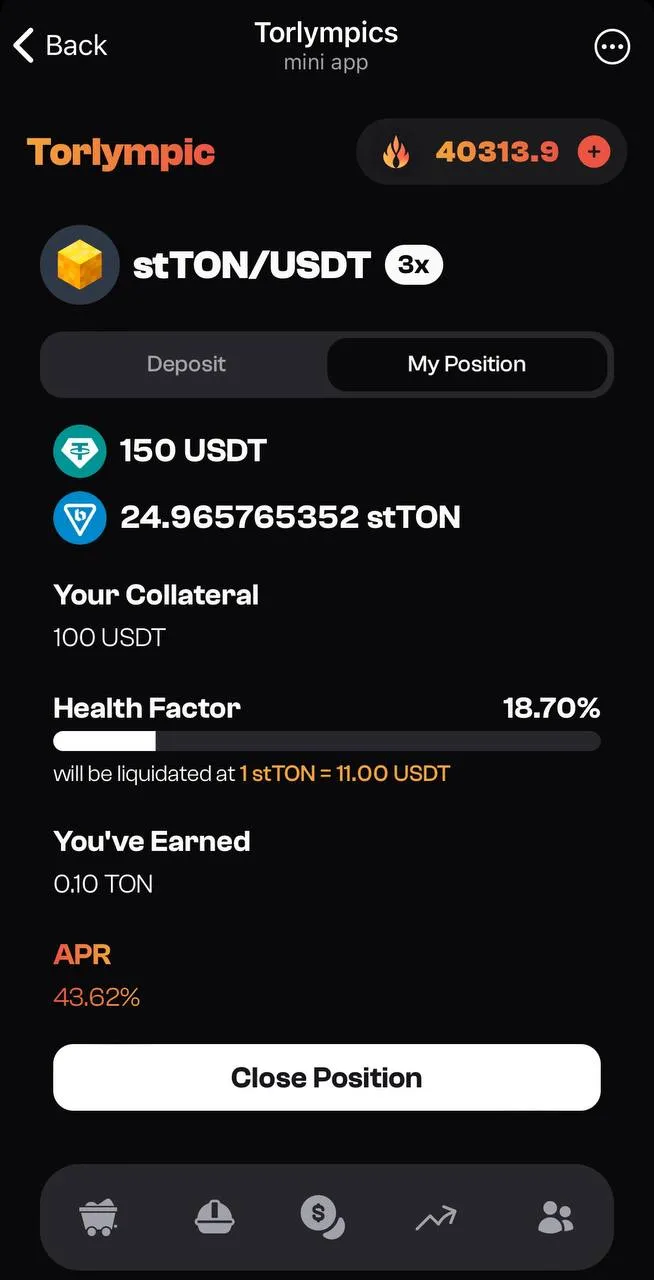 Back
Torlympics
mini app
Torlympic
40313.9 +
stTON/USDT 3x
Deposit My Position
150 USDT
24.965765352 stTON
Your Collateral
100 USDT
Health Factor 18.70%
will be liquidated at 1 stTON = 11.00 USDT
You've Earned
0.10 TON
APR
43.62%
Close Position